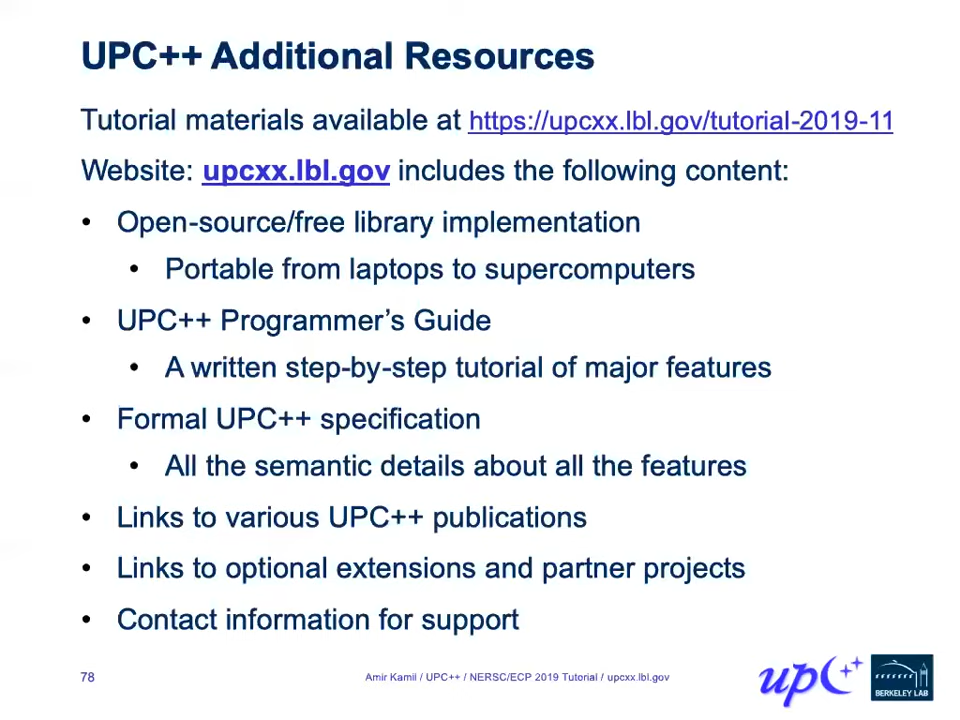 UPC++ Additional Resources
Tutorial materials available at https://upcxx.lbl.gov/tutorial-2019-11
Website: upcxx.lbl.gov includes the following content:
• Open-source/free library implementation
• Portable from laptops to supercomputers
• UPC++ Programmer's Guide
• A written step-by-step tutorial of major features
• Formal UPC++ specification
• All the semantic details about all the features
• Links to various UPC++ publications
• Links to optional extensions and partner projects
• Contact information for support
78
Amir Kamil / UPC++ / NERSC/ECP 2019 Tutorial / upcxx.lbl.gov
upc++
BERKELEY LAB